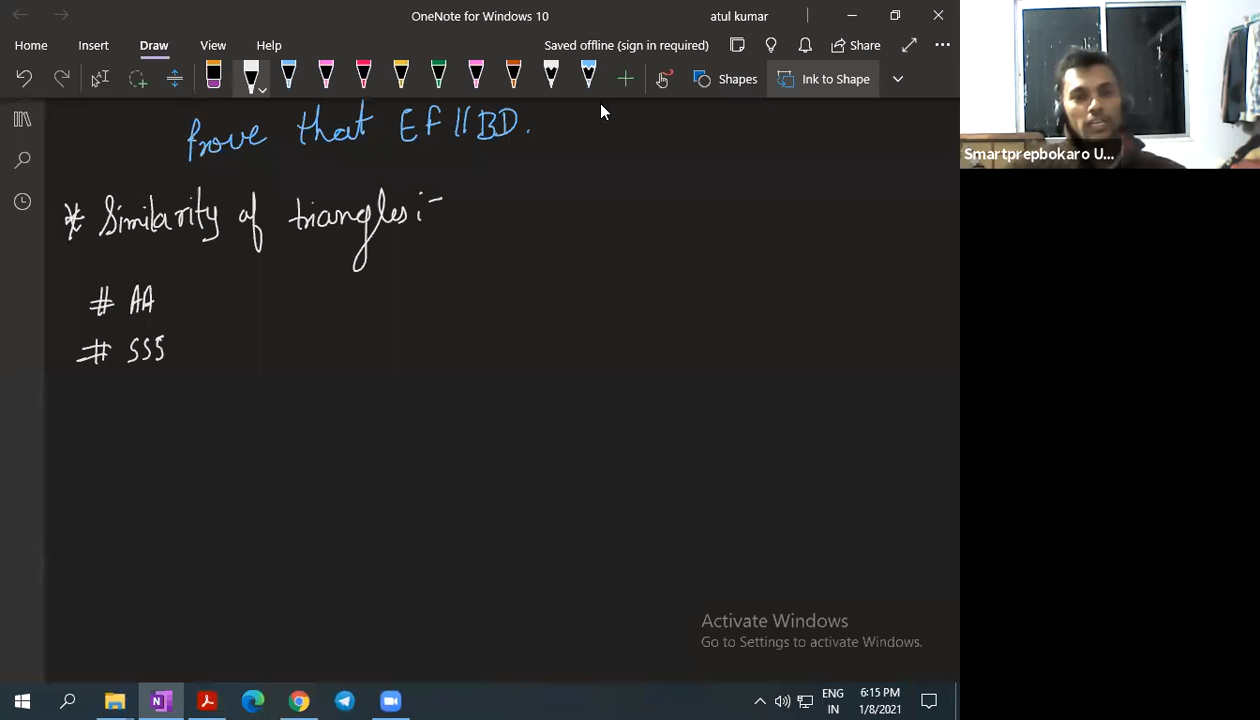 OneNote for Windows 10
atul kumar
Home Insert Draw View Help
Saved offline (sign in required)
Share
Shapes
Ink to Shape
Prove that EF || BD.
* Similarity of triangles :-
# AA
# SSS
Smartprepbokaro U...
Activate Windows
Go to Settings to activate Windows.
ENG
IN
6:15 PM
1/8/2021